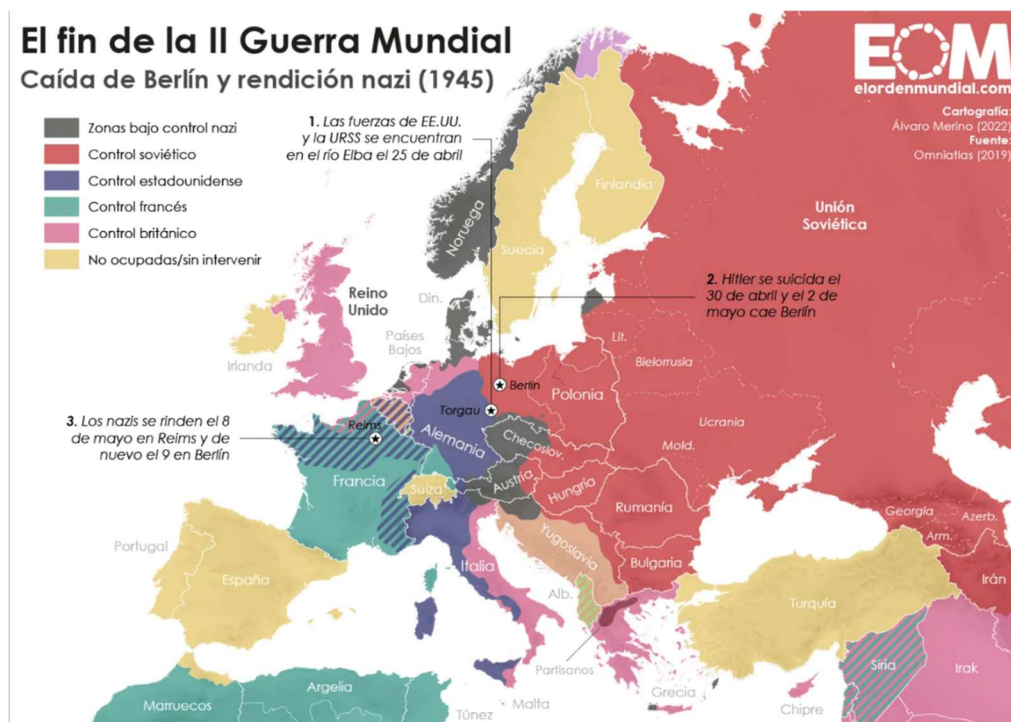 El fin de la II Guerra Mundial
Caída de Berlín y rendición nazi (1945)
EOM
elordenmundial.com
Cartografía:
Álvaro Merino (2022)
Fuente:
Omniatlas (2019)
Zonas bajo control nazi
Control soviético
Control estadounidense
Control francés
Control británico
No ocupadas/sin intervenir
1. Las fuerzas de EE.UU.
y la URSS se encuentran
en el río Elba el 25 de abril
2. Hitler se suicida el
30 de abril y el 2 de
mayo cae Berlín
3. Los nazis se rinden el 8
de mayo en Reims y de
nuevo el 9 en Berlín
Noruega
Suecia
Finlandia
Unión
Soviética
Reino
Unido
Irlanda
Din.
Países
Bajos
Lit.
Bielorrusia
Berlín
Polonia
Torgau
Reims
Alemania
Checoslov.
Ucrania
Mold.
Francia
Suiza
Austria
Hungría
Rumanía
Georgia
Azerb.
Arm.
Portugal
España
Italia
Yugoslavia
Bulgaria
Alb.
Turquía
Irán
Partisanos
Grecia
Siria
Irak
Chipre
Malta
Túnez
Argelia
Marruecos